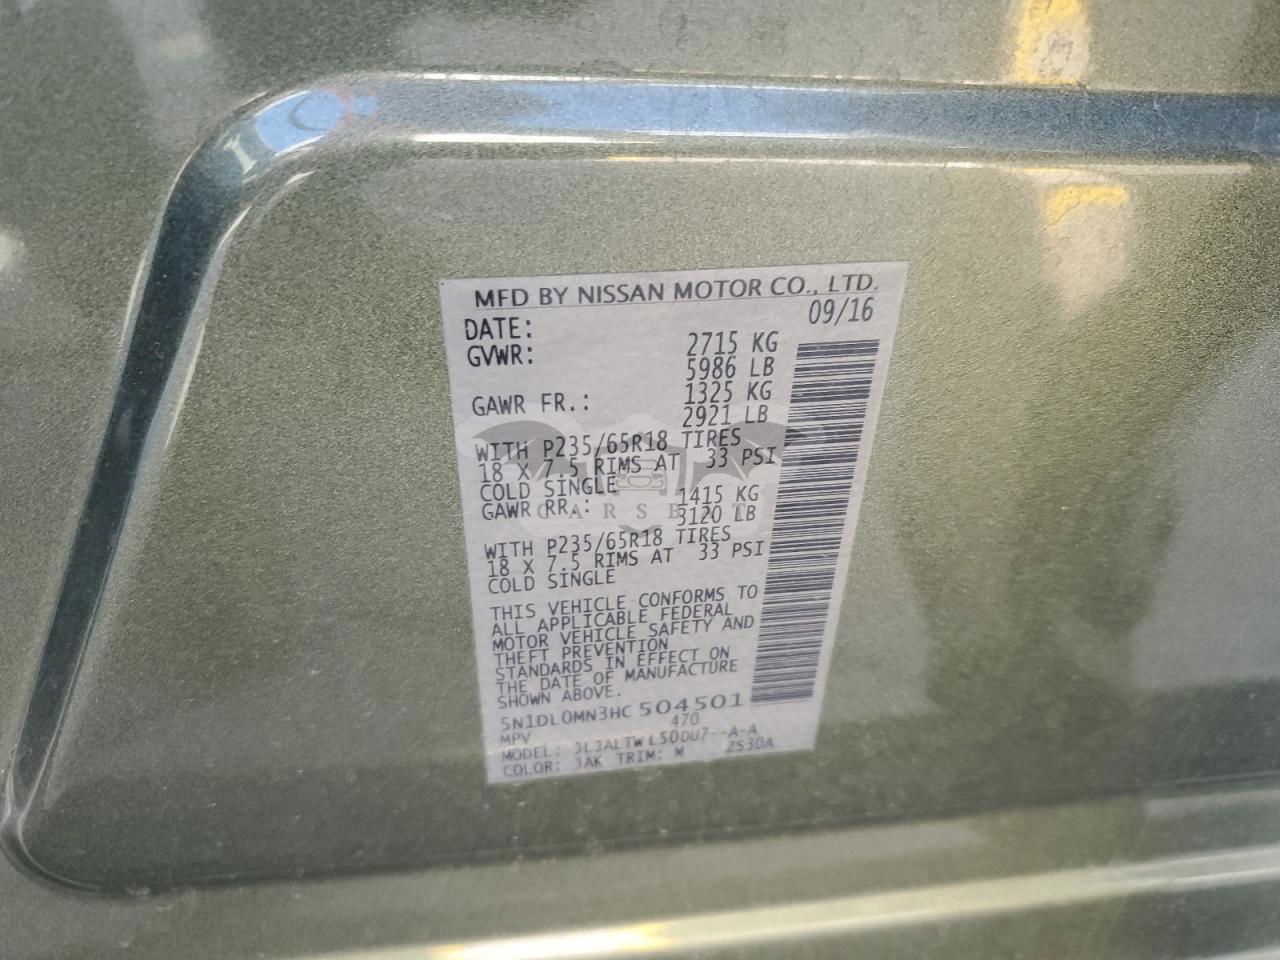 MFD BY NISSAN MOTOR CO., LTD.
DATE: 09/16
GVWR: 2715 KG
5986 LB
GAWR FR.: 1325 KG
2921 LB
WITH P235/65R18 TIRES
18 X 7.5 RIMS AT 33 PSI
COLD SINGLE
GAWR RR.: 1415 KG
3120 LB
WITH P235/65R18 TIRES
18 X 7.5 RIMS AT 33 PSI
COLD SINGLE
THIS VEHICLE CONFORMS TO
ALL APPLICABLE FEDERAL
MOTOR VEHICLE SAFETY AND
THEFT PREVENTION
STANDARDS IN EFFECT ON
THE DATE OF MANUFACTURE
SHOWN ABOVE.
5N1DL0MN3HC 504501
MPV 470
MODEL: JLJALTWL50DU7--A-A
COLOR: JAK TRIM: M ZS30A